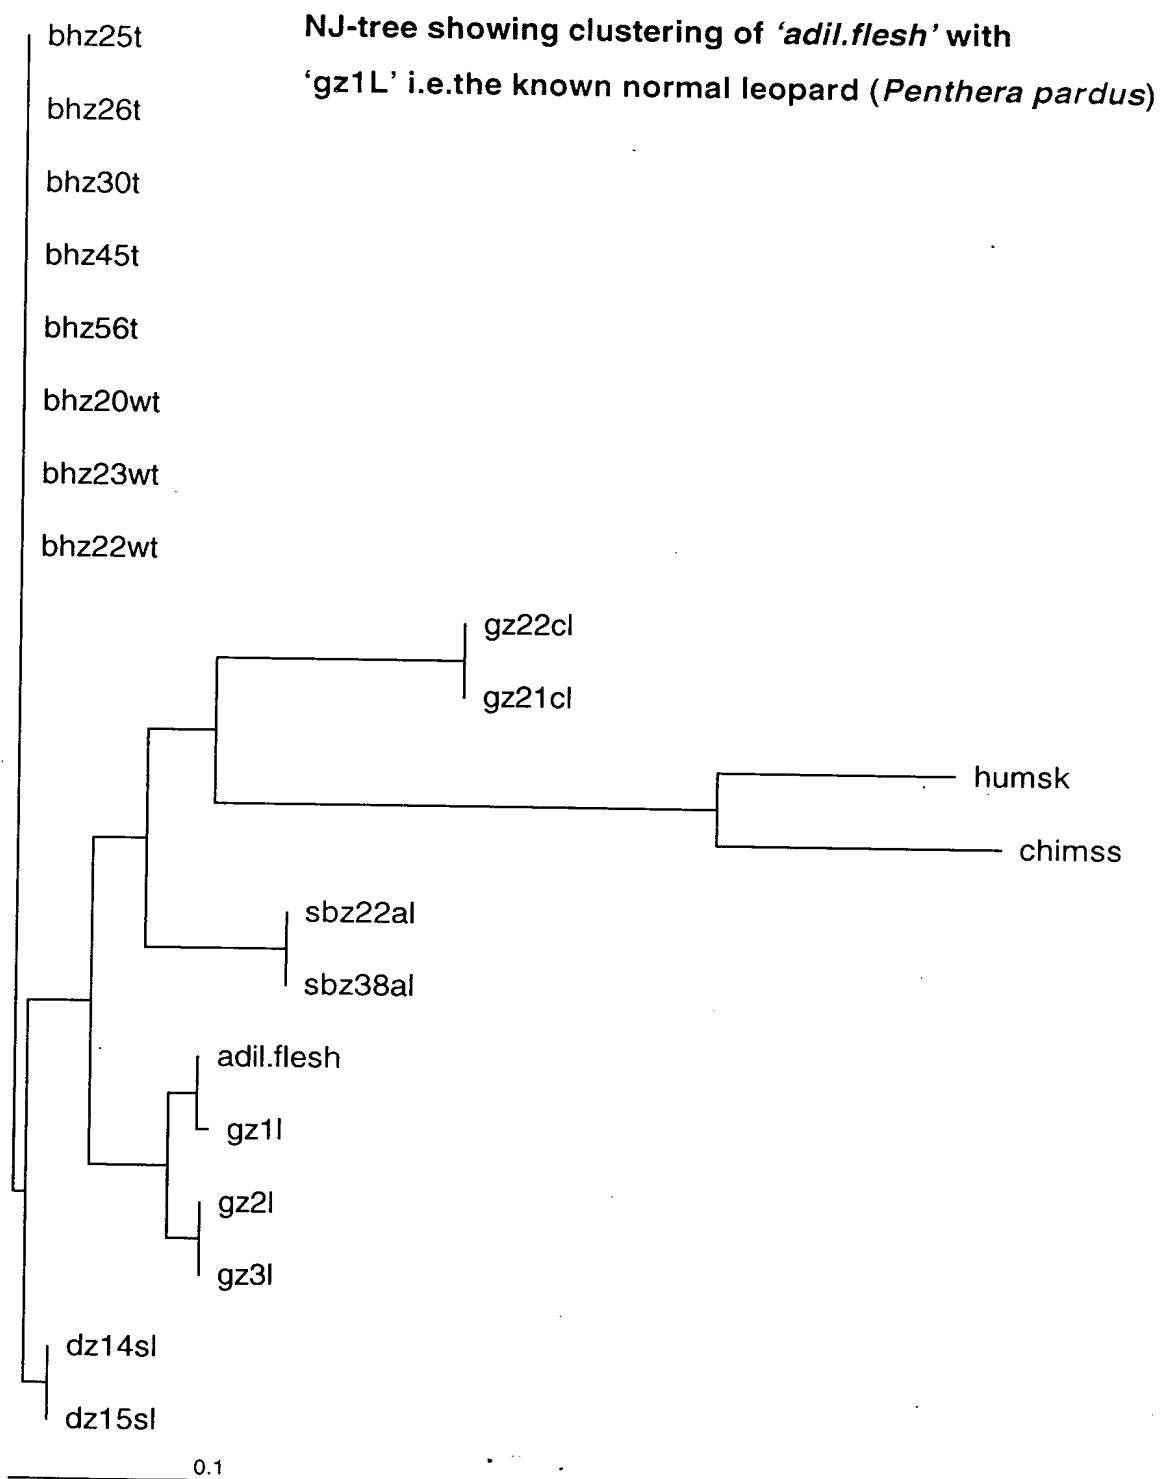 NJ-tree showing clustering of ‘adil.flesh’ with
‘gz1L’ i.e.the known normal leopard (Penthera pardus)
bhz25t
bhz26t
bhz30t
bhz45t
bhz56t
bhz20wt
bhz23wt
bhz22wt
gz22cl
gz21cl
humsk
chimss
sbz22al
sbz38al
adil.flesh
gz1l
gz2l
gz3l
dz14sl
dz15sl
0.1